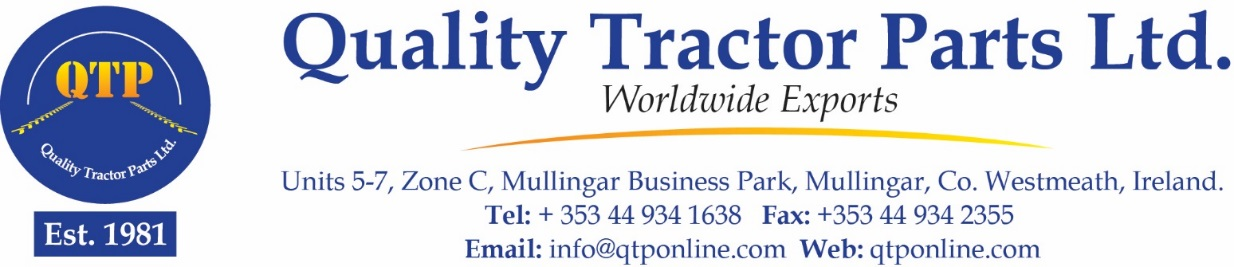 QTP
Quality Tractor Parts Ltd.
Est. 1981
Quality Tractor Parts Ltd.
Worldwide Exports
Units 5-7, Zone C, Mullingar Business Park, Mullingar, Co. Westmeath, Ireland.
Tel: + 353 44 934 1638 Fax: +353 44 934 2355
Email: info@qtponline.com Web: qtponline.com